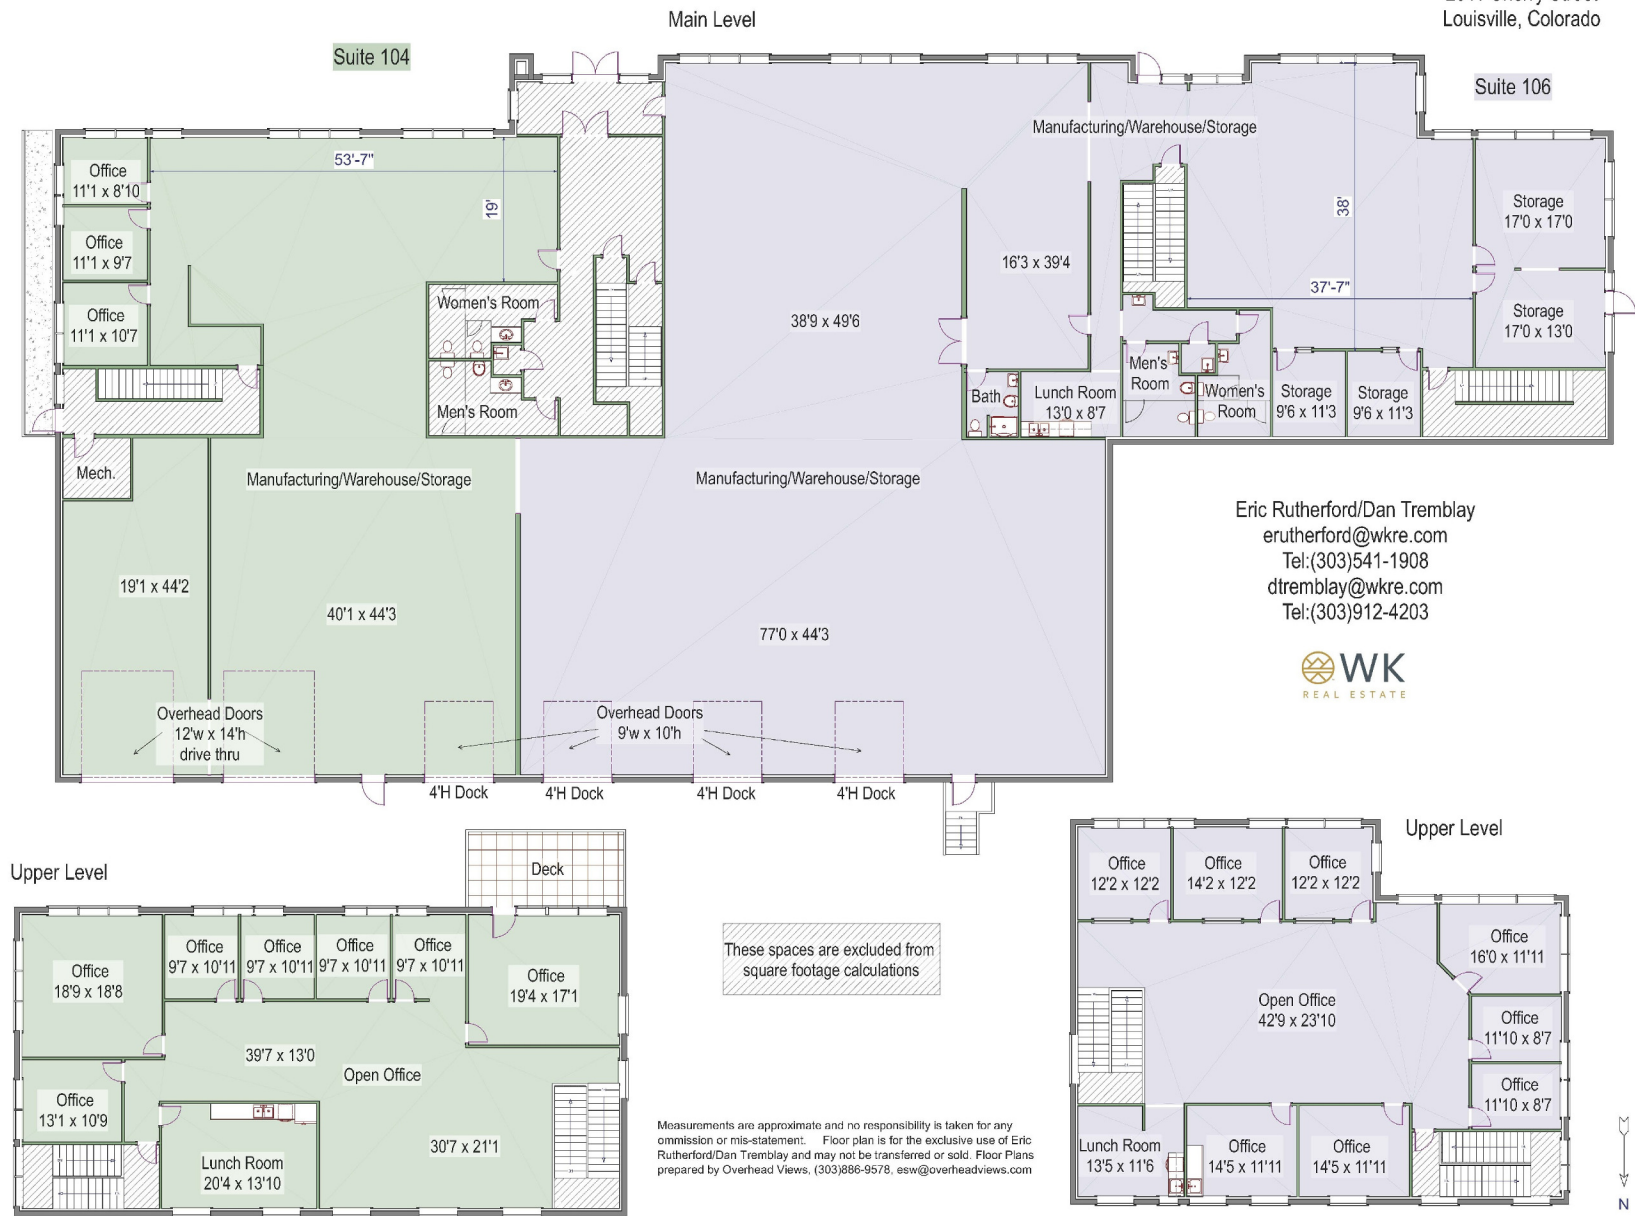 Main Level
Louisville, Colorado
Suite 104
Suite 106
Office
11'1 x 8'10
Office
11'1 x 9'7
Office
11'1 x 10'7
53'-7"
19'
Women's Room
Men's Room
Mech.
Manufacturing/Warehouse/Storage
19'1 x 44'2
40'1 x 44'3
Overhead Doors
12'w x 14'h
drive thru
4'H Dock
Manufacturing/Warehouse/Storage
38'9 x 49'6
16'3 x 39'4
38'
37'-7"
Storage
17'0 x 17'0
Storage
17'0 x 13'0
Bath
Lunch Room
13'0 x 8'7
Men's
Room
Women's
Room
Storage
9'6 x 11'3
Storage
9'6 x 11'3
Manufacturing/Warehouse/Storage
77'0 x 44'3
Overhead Doors
9'w x 10'h
4'H Dock
4'H Dock
4'H Dock
Eric Rutherford/Dan Tremblay
erutherford@wkre.com
Tel:(303)541-1908
dtremblay@wkre.com
Tel:(303)912-4203
WK
REAL ESTATE
Upper Level
Deck
Office
18'9 x 18'8
Office
9'7 x 10'11
Office
9'7 x 10'11
Office
9'7 x 10'11
Office
9'7 x 10'11
Office
19'4 x 17'1
39'7 x 13'0
Open Office
Office
13'1 x 10'9
Lunch Room
20'4 x 13'10
30'7 x 21'1
These spaces are excluded from
square footage calculations
Measurements are approximate and no responsibility is taken for any
ommission or mis-statement. Floor plan is for the exclusive use of Eric
Rutherford/Dan Tremblay and may not be transferred or sold. Floor Plans
prepared by Overhead Views, (303)886-9578, esw@overheadviews.com
Upper Level
Office
12'2 x 12'2
Office
14'2 x 12'2
Office
12'2 x 12'2
Office
16'0 x 11'11
Open Office
42'9 x 23'10
Office
11'10 x 8'7
Office
11'10 x 8'7
Lunch Room
13'5 x 11'6
Office
14'5 x 11'11
Office
14'5 x 11'11
N